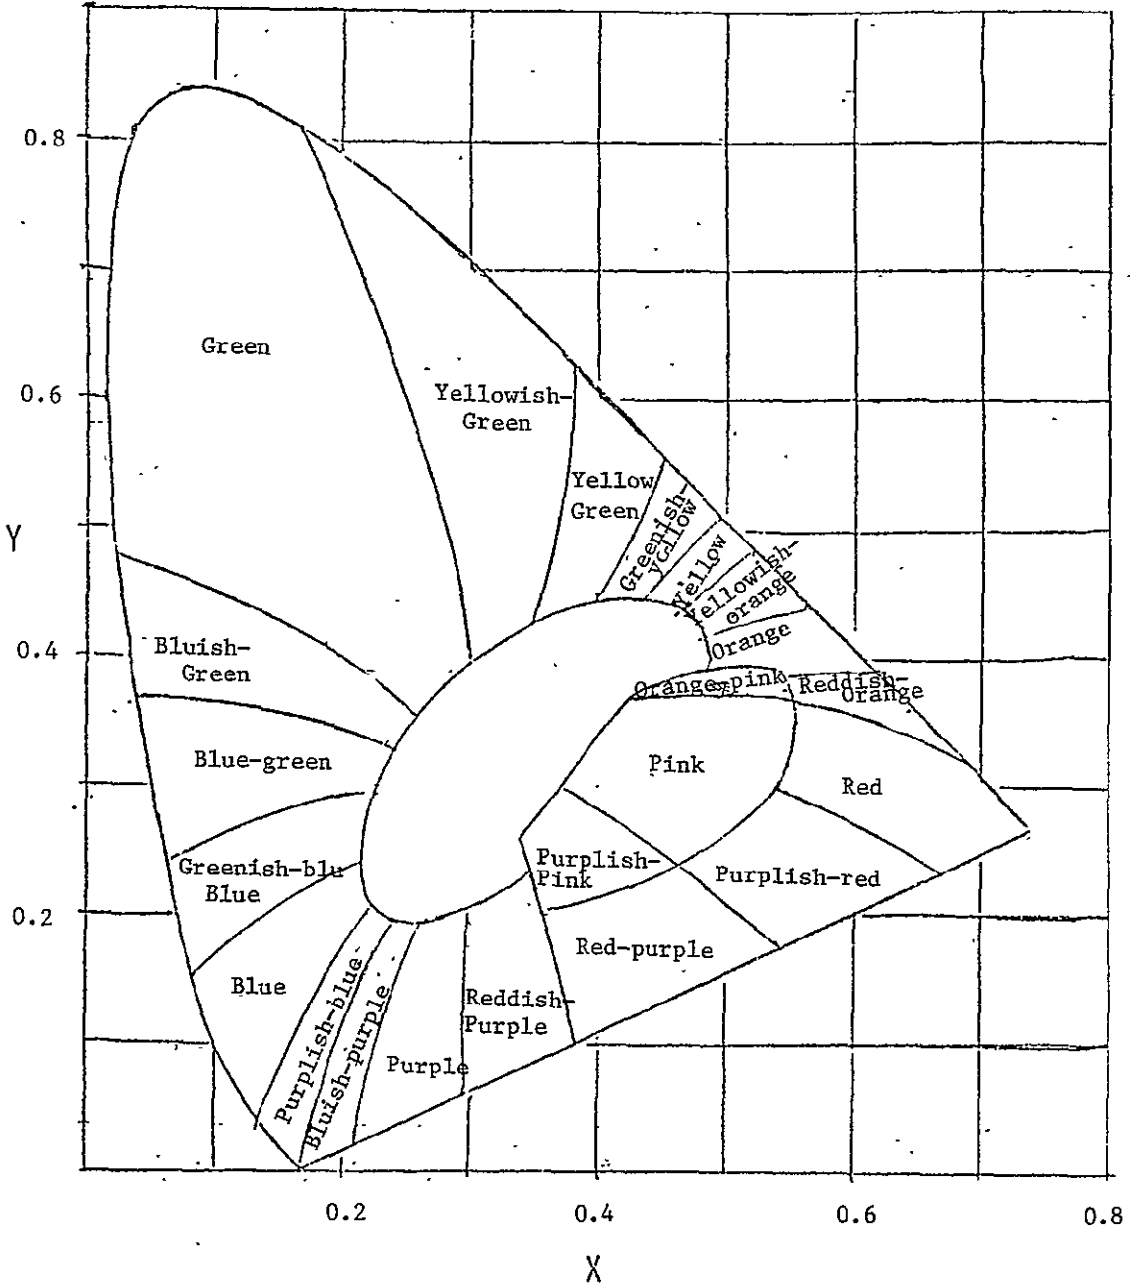 0.8
Green
0.6
Yellowish-
Green
Yellow
Green
Greenish-
yellow
Yellow
Yellowish-
orange
Y
Orange
0.4
Bluish-
Green
Orange pink
Reddish-
Orange
Blue-green
Pink
Red
Greenish-blu
Blue
Purplish-
Pink
Purplish-red
0.2
Red-purple
Blue
Purplish-blue
Bluish-purple
Reddish-
Purple
Purple
0.2
0.4
0.6
0.8
X